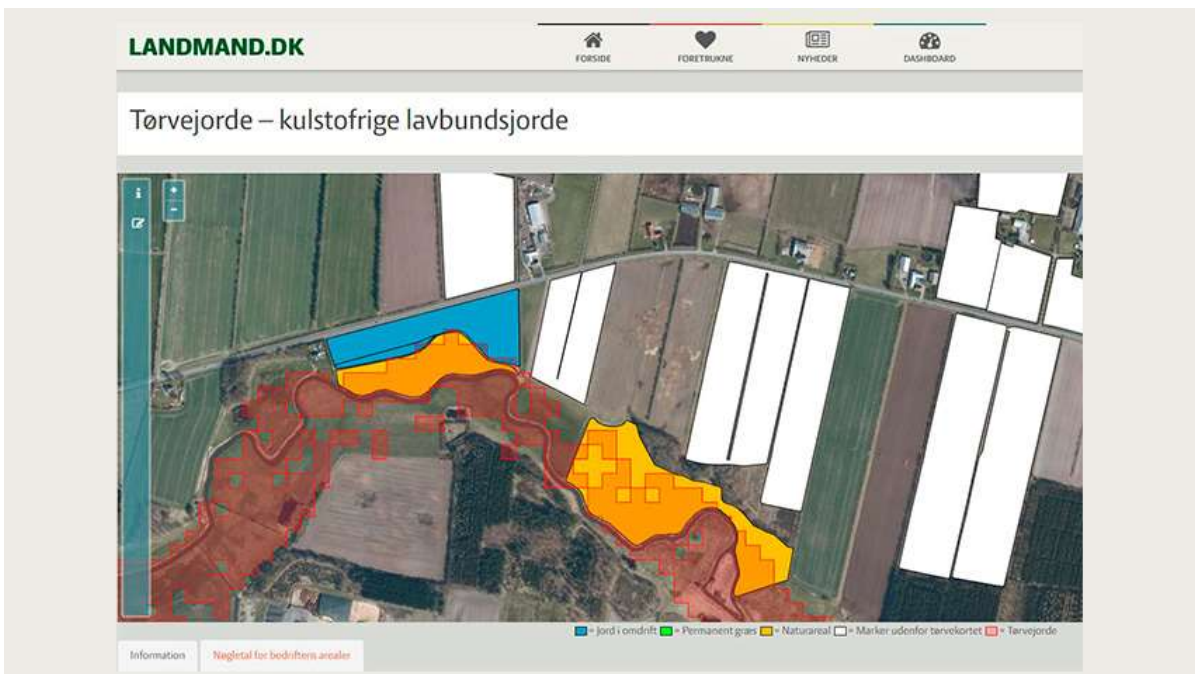 LANDMAND.DK
FORSIDE
FORETRUKNE
NYHEDER
DASHBOARD
Tørvejorde – kulstofrige lavbundsjorde
= Jord i omdrift = Permanent græs = Naturareal = Marker udenfor tørvekortet = Tørvejorde
Information
Nøgletal for bedriftens arealer